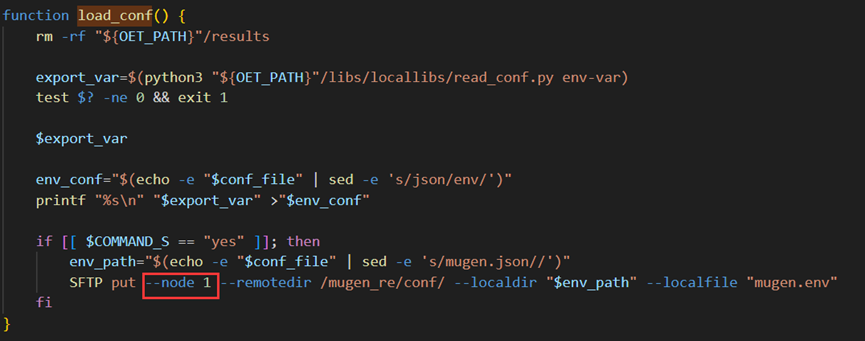 function load_conf() {
    rm -rf "${OET_PATH}"/results
    export_var=$(python3 "${OET_PATH}"/libs/locallibs/read_conf.py env-var)
    test $? -ne 0 && exit 1
    $export_var
    env_conf="$(echo -e "$conf_file" | sed -e 's/json/env/')"
    printf "%s\n" "$export_var" >"$env_conf"
    if [[ $COMMAND_S == "yes" ]]; then
        env_path="$(echo -e "$conf_file" | sed -e 's/mugen.json//')"
        SFTP put --node 1 --remotedir /mugen_re/conf/ --localdir "$env_path" --localfile "mugen.env"
    fi
}